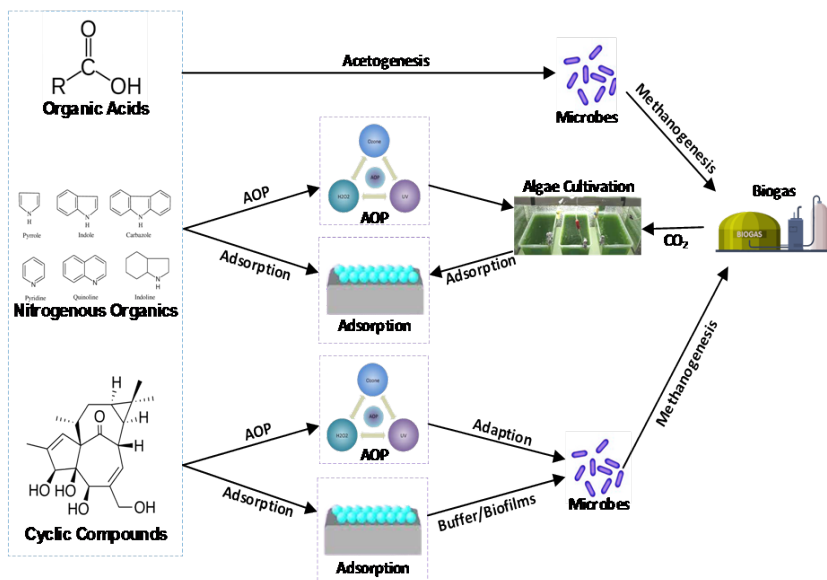 O
R
C
OH
Organic Acids
Acetogenesis
Microbes
Methanogenesis
N
H
Pyrrole
N
H
Indole
N
H
Carbazole
N
Pyridine
N
Quinoline
N
H
Indoline
Nitrogenous Organics
AOP
Adsorption
Ozone
AOP
H2O2
UV
AOP
Adsorption
Algae Cultivation
Adsorption
CO2
Biogas
BIOGAS
Methanogenesis
H
O
H
H
HO
HO
HO
OH
Cyclic Compounds
AOP
Adsorption
Ozone
AOP
H2O2
UV
AOP
Adsorption
Adaption
Buffer/Biofilms
Microbes